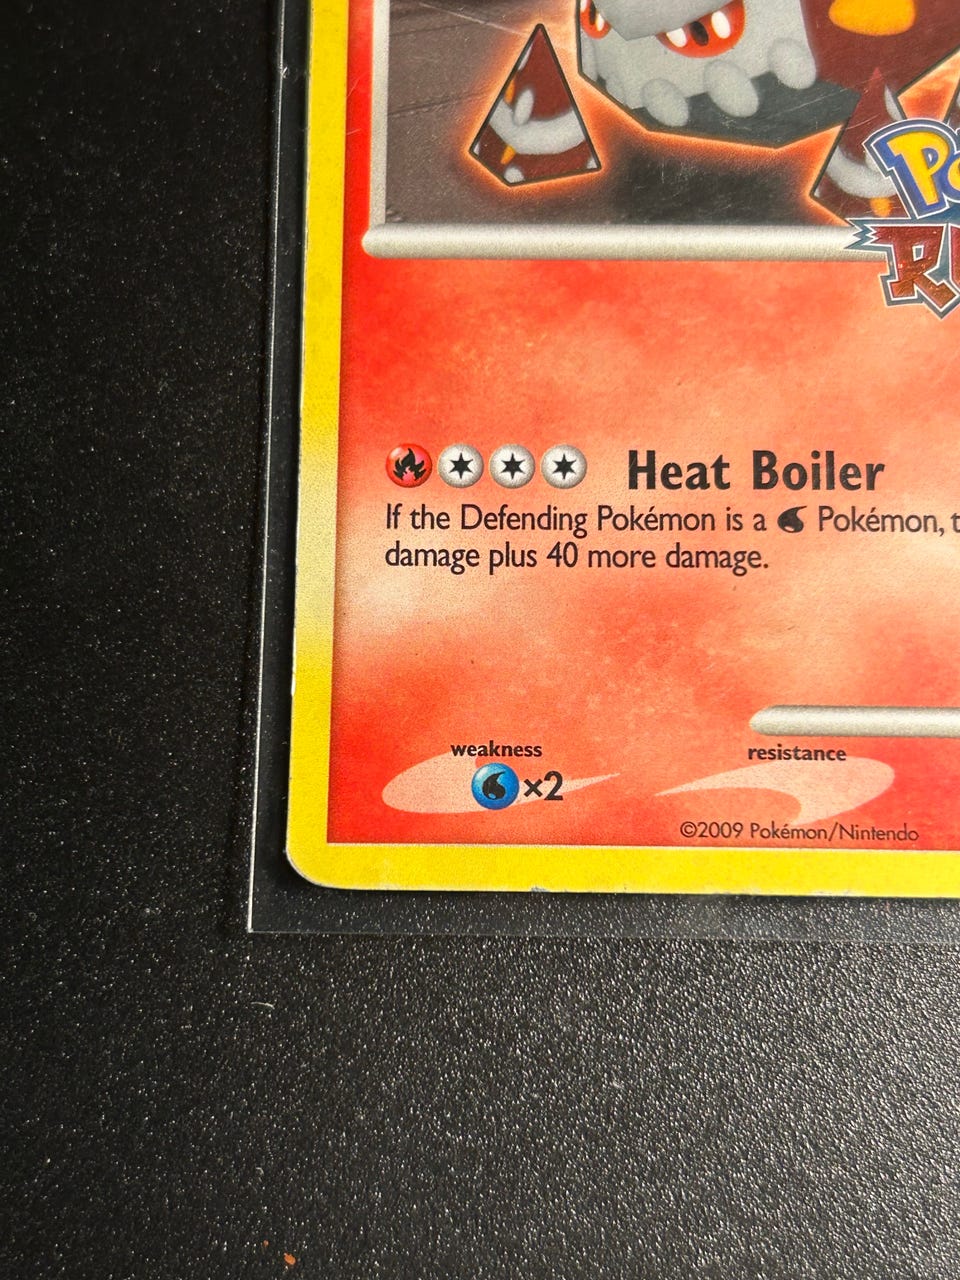 Po
R
Heat Boiler
If the Defending Pokémon is a Pokémon, t
damage plus 40 more damage.
weakness
×2
resistance
©2009 Pokémon/Nintendo